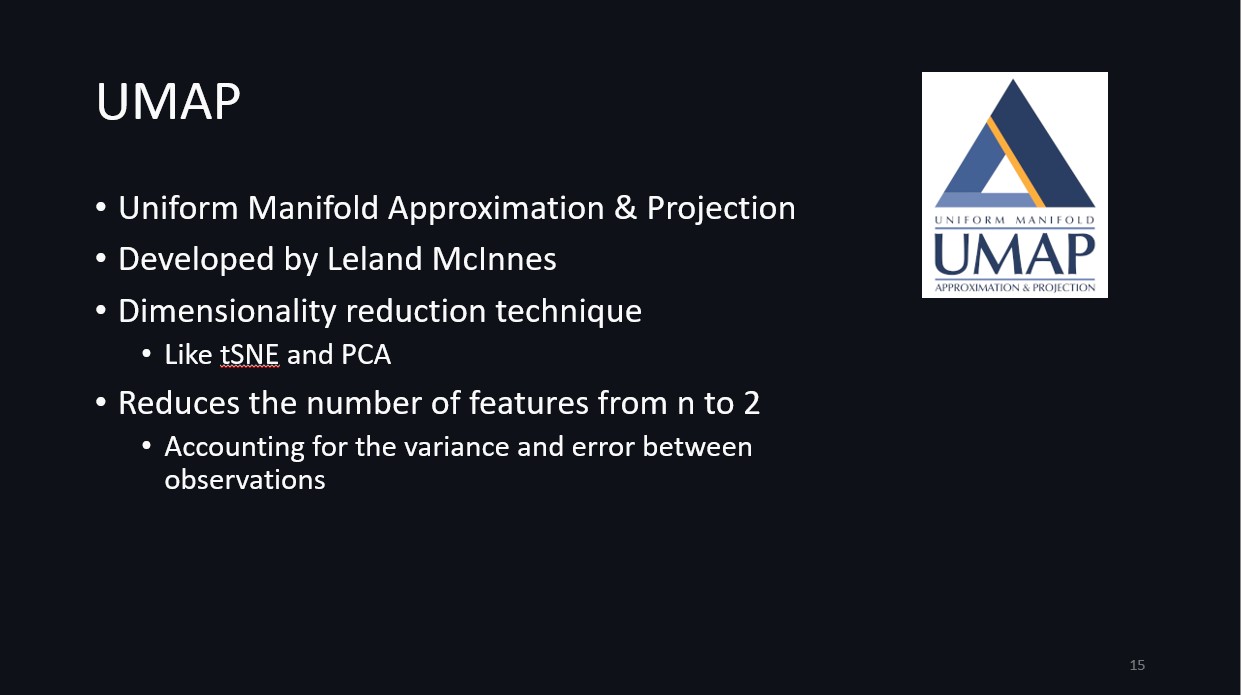 UMAP
• Uniform Manifold Approximation & Projection
• Developed by Leland McInnes
• Dimensionality reduction technique
• Like tSNE and PCA
• Reduces the number of features from n to 2
• Accounting for the variance and error between
observations
UNIFORM MANIFOLD
UMAP
APPROXIMATION & PROJECTION
15